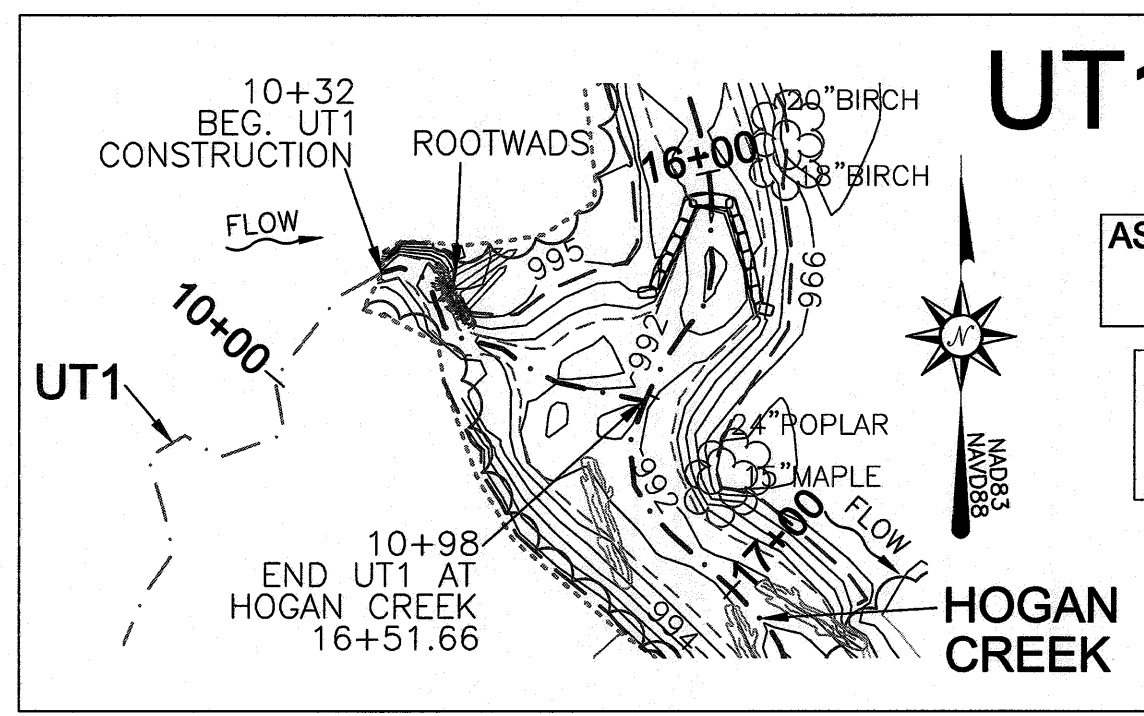 UT1
10+32
BEG. UT1
CONSTRUCTION
ROOTWADS
20"BIRCH
16+00
18"BIRCH
FLOW
995
996
AS
10+00
992
N
UT1
24"POPLAR
15"MAPLE
NAD83
NAVD88
992
17+00
FLOW
10+98
END UT1 AT
HOGAN CREEK
16+51.66
994
HOGAN
CREEK